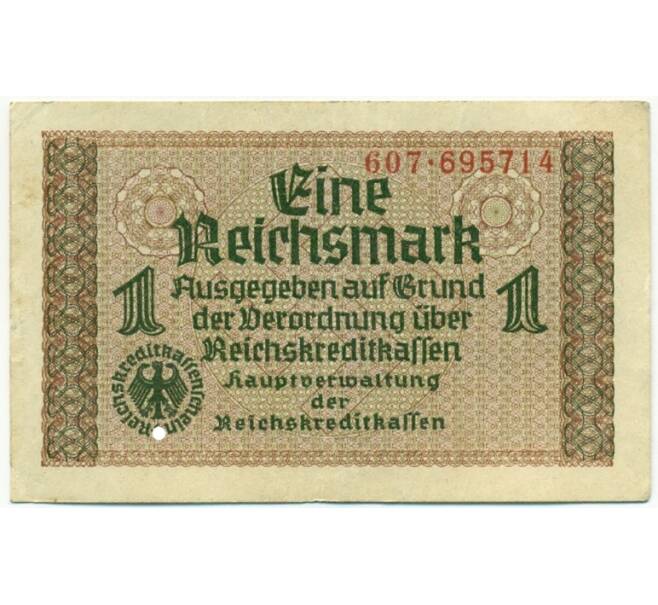 607·695714
Eine
Reichsmark
1 1
Ausgegeben auf Grund
der Verordnung über
Reichskreditkassen
Hauptverwaltung
der
Reichskreditkassen
Reichskreditkassenschein